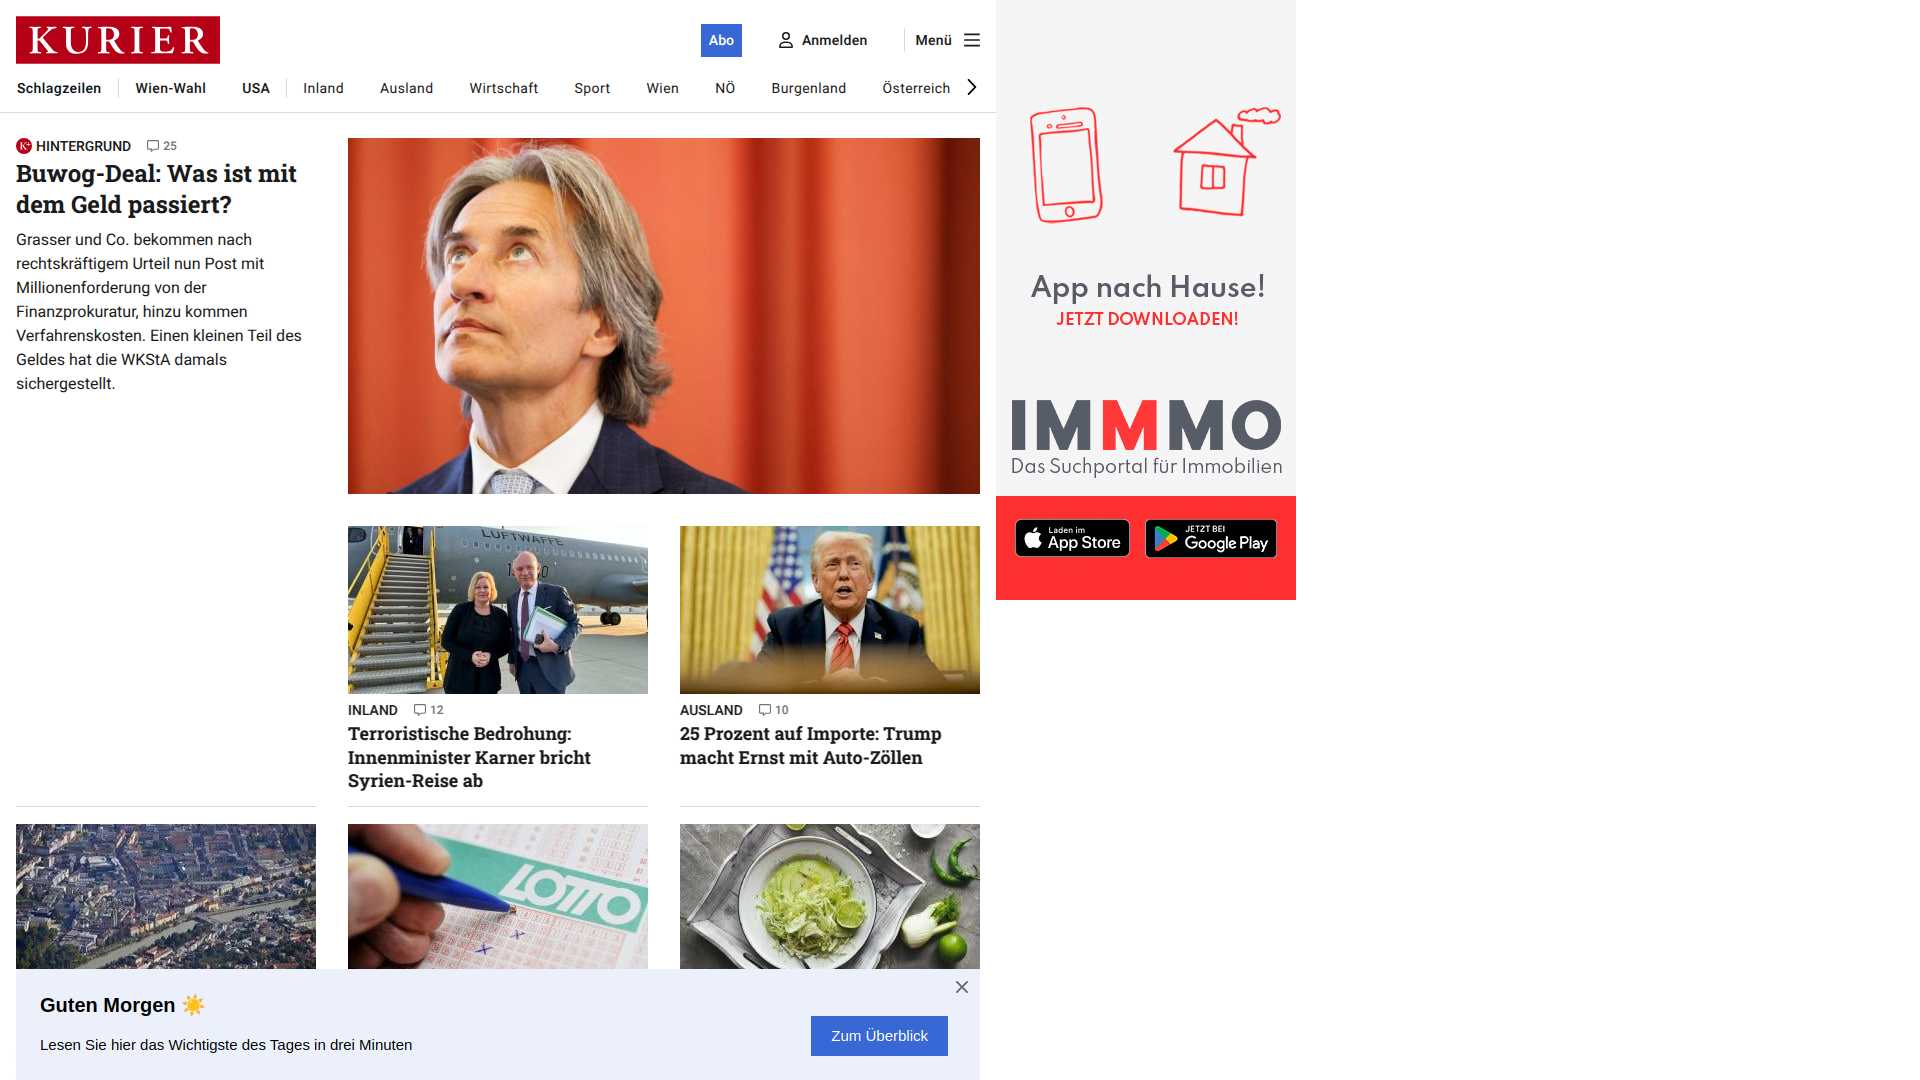 KURIER
Abo
Anmelden
Menü
Schlagzeilen
Wien-Wahl
USA
Inland
Ausland
Wirtschaft
Sport
Wien
NÖ
Burgenland
Österreich
HINTERGRUND
25
Buwog-Deal: Was ist mit
dem Geld passiert?
Grasser und Co. bekommen nach
rechtskräftigem Urteil nun Post mit
Millionenforderung von der
Finanzprokuratur, hinzu kommen
Verfahrenskosten. Einen kleinen Teil des
Geldes hat die WKStA damals
sichergestellt.
LUFTWAFFE
INLAND
12
Terroristische Bedrohung:
Innenminister Karner bricht
Syrien-Reise ab
AUSLAND
10
25 Prozent auf Importe: Trump
macht Ernst mit Auto-Zöllen
LOTTO
Guten Morgen ☀️
Lesen Sie hier das Wichtigste des Tages in drei Minuten
Zum Überblick
App nach Hause!
JETZT DOWNLOADEN!
IMMMO
Das Suchportal für Immobilien
Laden im
App Store
JETZT BEI
Google Play